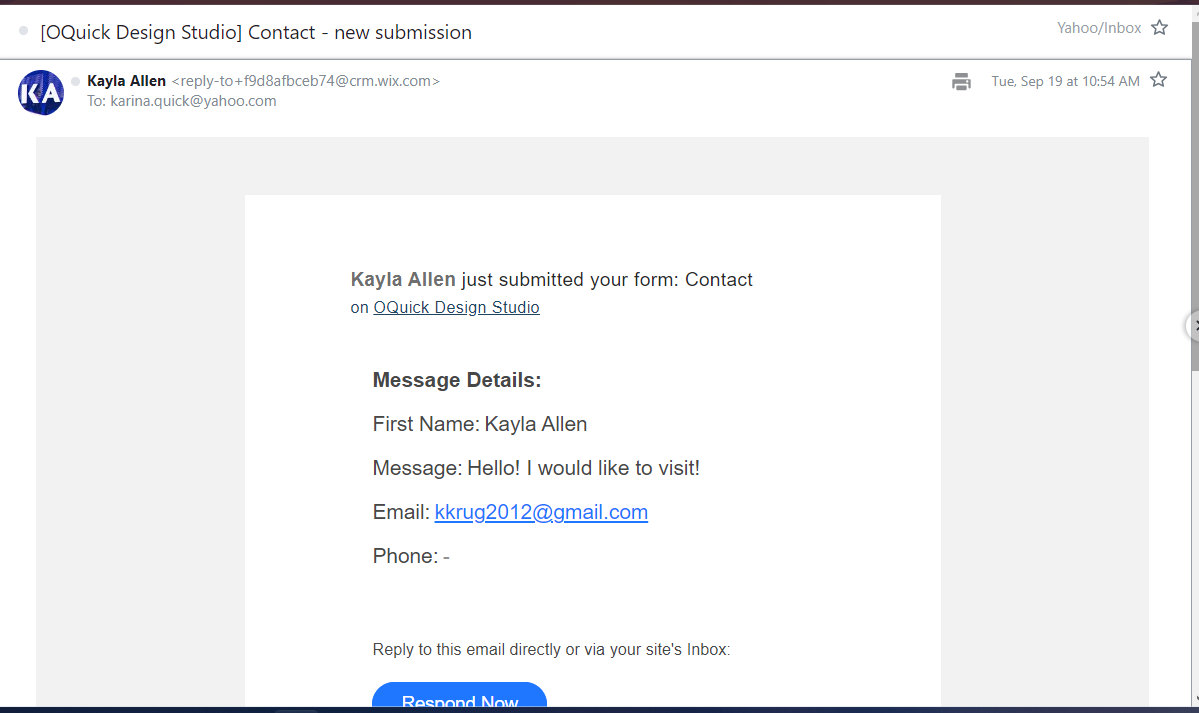 [OQuick Design Studio] Contact - new submission
Yahoo/Inbox
KA
Kayla Allen <reply-to+f9d8afbceb74@crm.wix.com>
Tue, Sep 19 at 10:54 AM
To: karina.quick@yahoo.com
Kayla Allen just submitted your form: Contact
on OQuick Design Studio
Message Details:
First Name: Kayla Allen
Message: Hello! I would like to visit!
Email: kkrug2012@gmail.com
Phone: -
Reply to this email directly or via your site's Inbox:
Respond Now